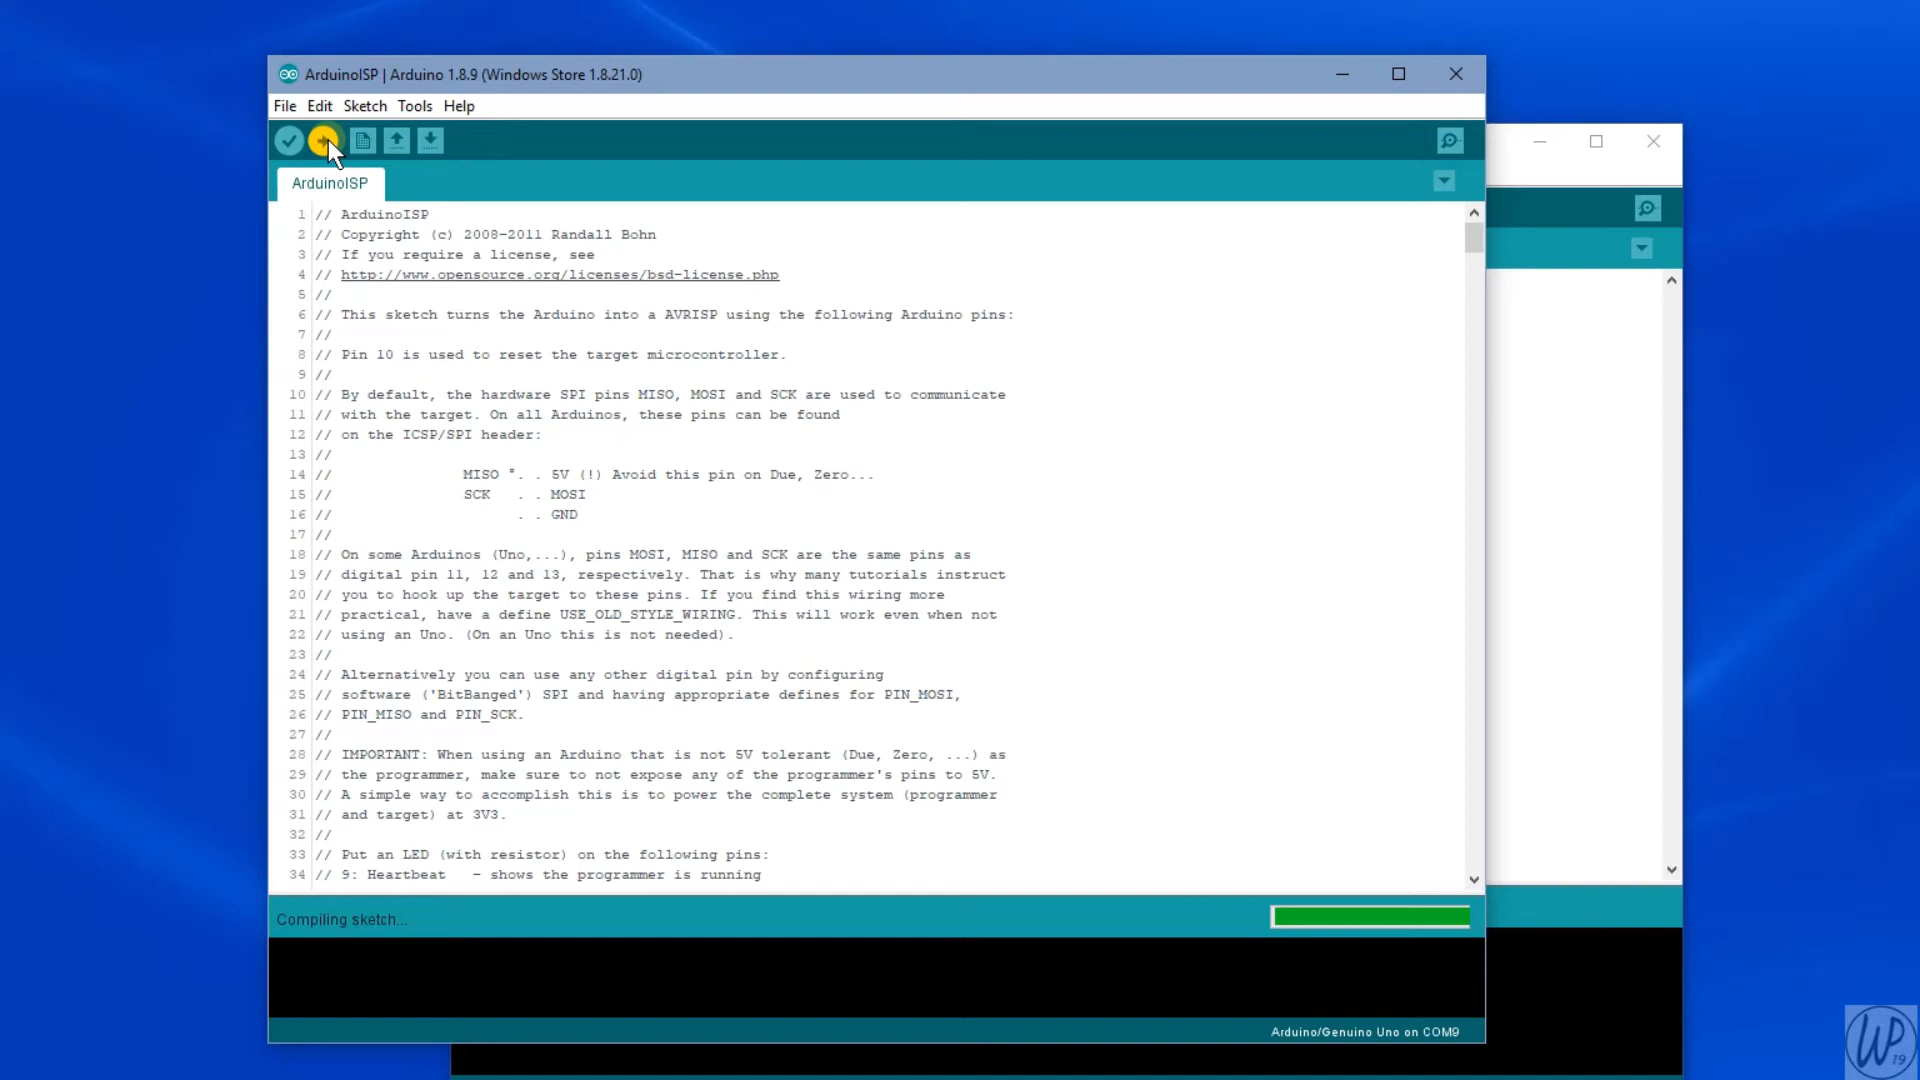 ArduinoISP | Arduino 1.8.9 (Windows Store 1.8.21.0)
File Edit Sketch Tools Help
ArduinoISP
1 // ArduinoISP
2 // Copyright (c) 2008-2011 Randall Bohn
3 // If you require a license, see
4 // http://www.opensource.org/licenses/bsd-license.php
5 //
6 // This sketch turns the Arduino into a AVRISP using the following Arduino pins:
7 //
8 // Pin 10 is used to reset the target microcontroller.
9 //
10 // By default, the hardware SPI pins MISO, MOSI and SCK are used to communicate
11 // with the target. On all Arduinos, these pins can be found
12 // on the ICSP/SPI header:
13 //
14 //               MISO °. . 5V (!) Avoid this pin on Due, Zero...
15 //               SCK   . . MOSI
16 //                     . . GND
17 //
18 // On some Arduinos (Uno,...), pins MOSI, MISO and SCK are the same pins as
19 // digital pin 11, 12 and 13, respectively. That is why many tutorials instruct
20 // you to hook up the target to these pins. If you find this wiring more
21 // practical, have a define USE_OLD_STYLE_WIRING. This will work even when not
22 // using an Uno. (On an Uno this is not needed).
23 //
24 // Alternatively you can use any other digital pin by configuring
25 // software ('BitBanged') SPI and having appropriate defines for PIN_MOSI,
26 // PIN_MISO and PIN_SCK.
27 //
28 // IMPORTANT: When using an Arduino that is not 5V tolerant (Due, Zero, ...) as
29 // the programmer, make sure to not expose any of the programmer's pins to 5V.
30 // A simple way to accomplish this is to power the complete system (programmer
31 // and target) at 3V3.
32 //
33 // Put an LED (with resistor) on the following pins:
34 // 9: Heartbeat   - shows the programmer is running
Compiling sketch...
Arduino/Genuino Uno on COM9
WP
19